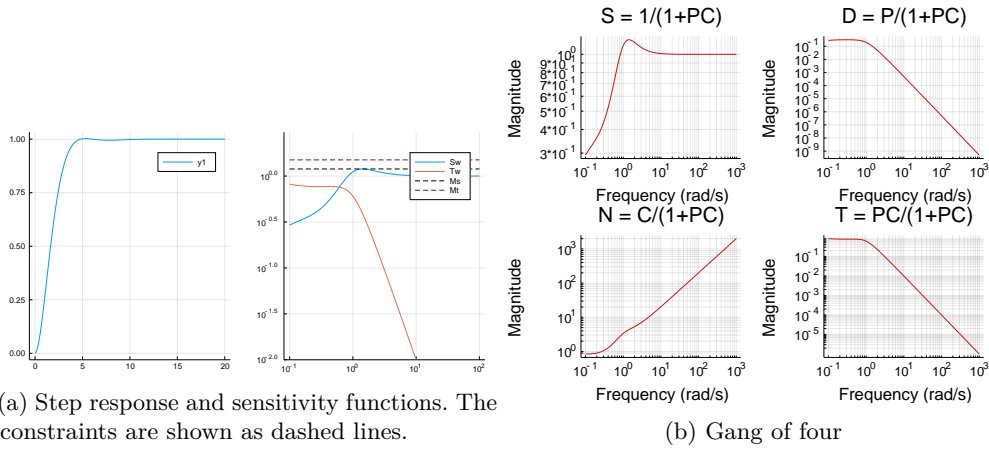 1.00
0.75
0.50
0.25
0.00
0 5 10 15 20
y1
10^0.0
10^-0.5
10^-1.0
10^-1.5
10^-2.0
10^-1 10^0 10^1 10^2
Sw
Tw
Ms
Mt
(a) Step response and sensitivity functions. The
constraints are shown as dashed lines.
S = 1/(1+PC)
Magnitude
10^0
9*10^-1
8*10^-1
7*10^-1
6*10^-1
5*10^-1
4*10^-1
3*10^-1
10^-1 10^0 10^1 10^2 10^3
Frequency (rad/s)
D = P/(1+PC)
Magnitude
10^-1
10^-2
10^-3
10^-4
10^-5
10^-6
10^-7
10^-8
10^-9
10^-1 10^0 10^1 10^2 10^3
Frequency (rad/s)
N = C/(1+PC)
Magnitude
10^3
10^2
10^1
10^0
10^-1 10^0 10^1 10^2 10^3
Frequency (rad/s)
T = PC/(1+PC)
Magnitude
10^-1
10^-2
10^-3
10^-4
10^-5
10^-1 10^0 10^1 10^2 10^3
Frequency (rad/s)
(b) Gang of four